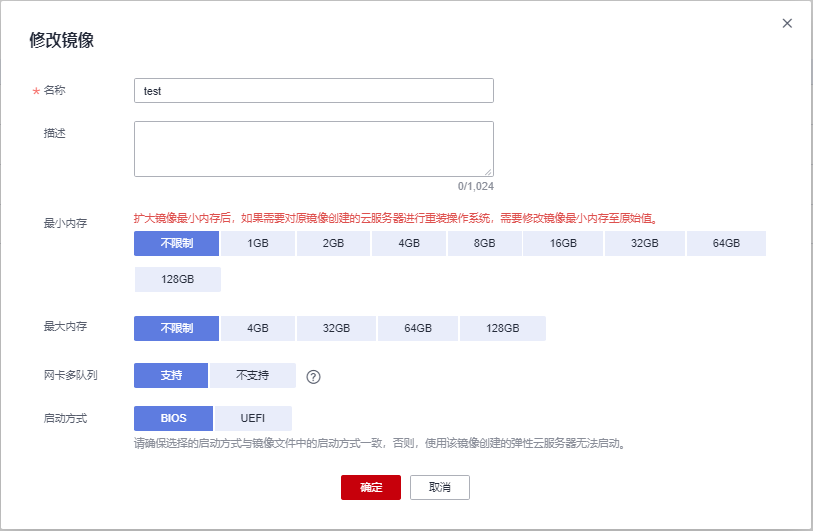 修改镜像
* 名称 test
描述
0/1,024
扩大镜像最小内存后，如果需要对原镜像创建的云服务器进行重装操作系统，需要修改镜像最小内存至原始值。
最小内存 不限制 1GB 2GB 4GB 8GB 16GB 32GB 64GB
128GB
最大内存 不限制 4GB 32GB 64GB 128GB
网卡多队列 支持 不支持 ?
启动方式 BIOS UEFI
请确保选择的启动方式与镜像文件中的启动方式一致，否则，使用该镜像创建的弹性云服务器无法启动。
确定 取消